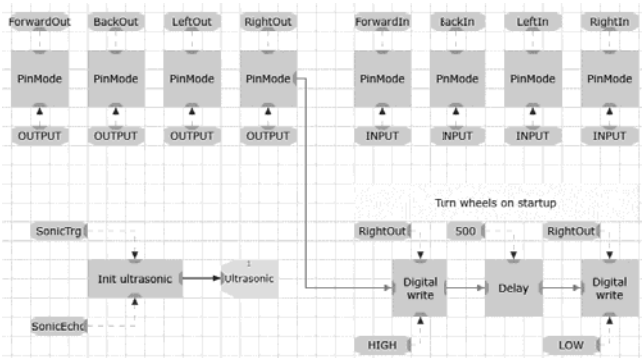 ForwardOut BackOut LeftOut RightOut ForwardIn BackIn LeftIn RightIn
PinMode PinMode PinMode PinMode PinMode PinMode PinMode PinMode
OUTPUT OUTPUT OUTPUT OUTPUT INPUT INPUT INPUT INPUT
Turn wheels on startup
SonicTrg RightOut 500 RightOut
1
Init ultrasonic Ultrasonic Digital write Delay Digital write
SonicEcho HIGH LOW